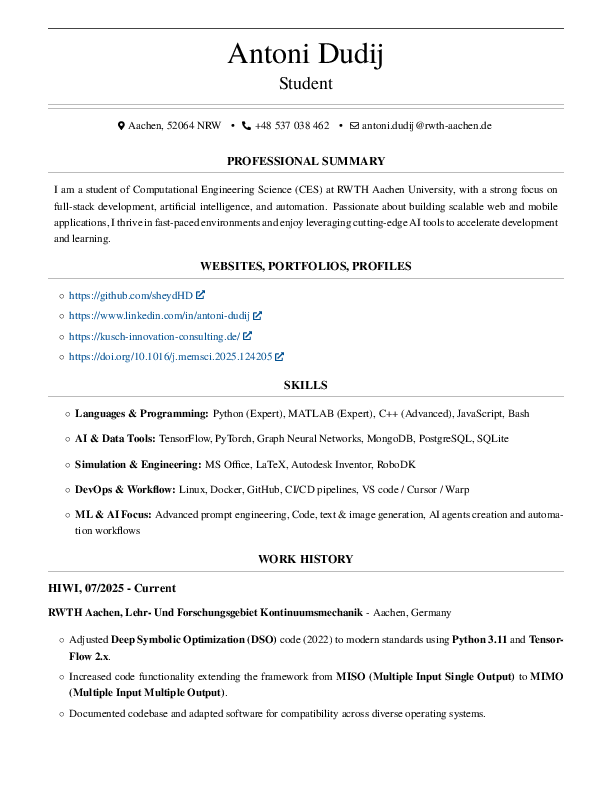 Antoni Dudij
Student
Aachen, 52064 NRW • +48 537 038 462 • antoni.dudij@rwth-aachen.de
PROFESSIONAL SUMMARY
I am a student of Computational Engineering Science (CES) at RWTH Aachen University, with a strong focus on
full-stack development, artificial intelligence, and automation. Passionate about building scalable web and mobile
applications, I thrive in fast-paced environments and enjoy leveraging cutting-edge AI tools to accelerate development
and learning.
WEBSITES, PORTFOLIOS, PROFILES
◦ https://github.com/sheydHD
◦ https://www.linkedin.com/in/antoni-dudij
◦ https://kusch-innovation-consulting.de/
◦ https://doi.org/10.1016/j.memsci.2025.124205
SKILLS
◦ Languages & Programming: Python (Expert), MATLAB (Expert), C++ (Advanced), JavaScript, Bash
◦ AI & Data Tools: TensorFlow, PyTorch, Graph Neural Networks, MongoDB, PostgreSQL, SQLite
◦ Simulation & Engineering: MS Office, LaTeX, Autodesk Inventor, RoboDK
◦ DevOps & Workflow: Linux, Docker, GitHub, CI/CD pipelines, VS code / Cursor / Warp
◦ ML & AI Focus: Advanced prompt engineering, Code, text & image generation, AI agents creation and automa-
tion workflows
WORK HISTORY
HIWI, 07/2025 - Current
RWTH Aachen, Lehr- Und Forschungsgebiet Kontinuumsmechanik - Aachen, Germany
◦ Adjusted Deep Symbolic Optimization (DSO) code (2022) to modern standards using Python 3.11 and Tensor-
Flow 2.x.
◦ Increased code functionality extending the framework from MISO (Multiple Input Single Output) to MIMO
(Multiple Input Multiple Output).
◦ Documented codebase and adapted software for compatibility across diverse operating systems.